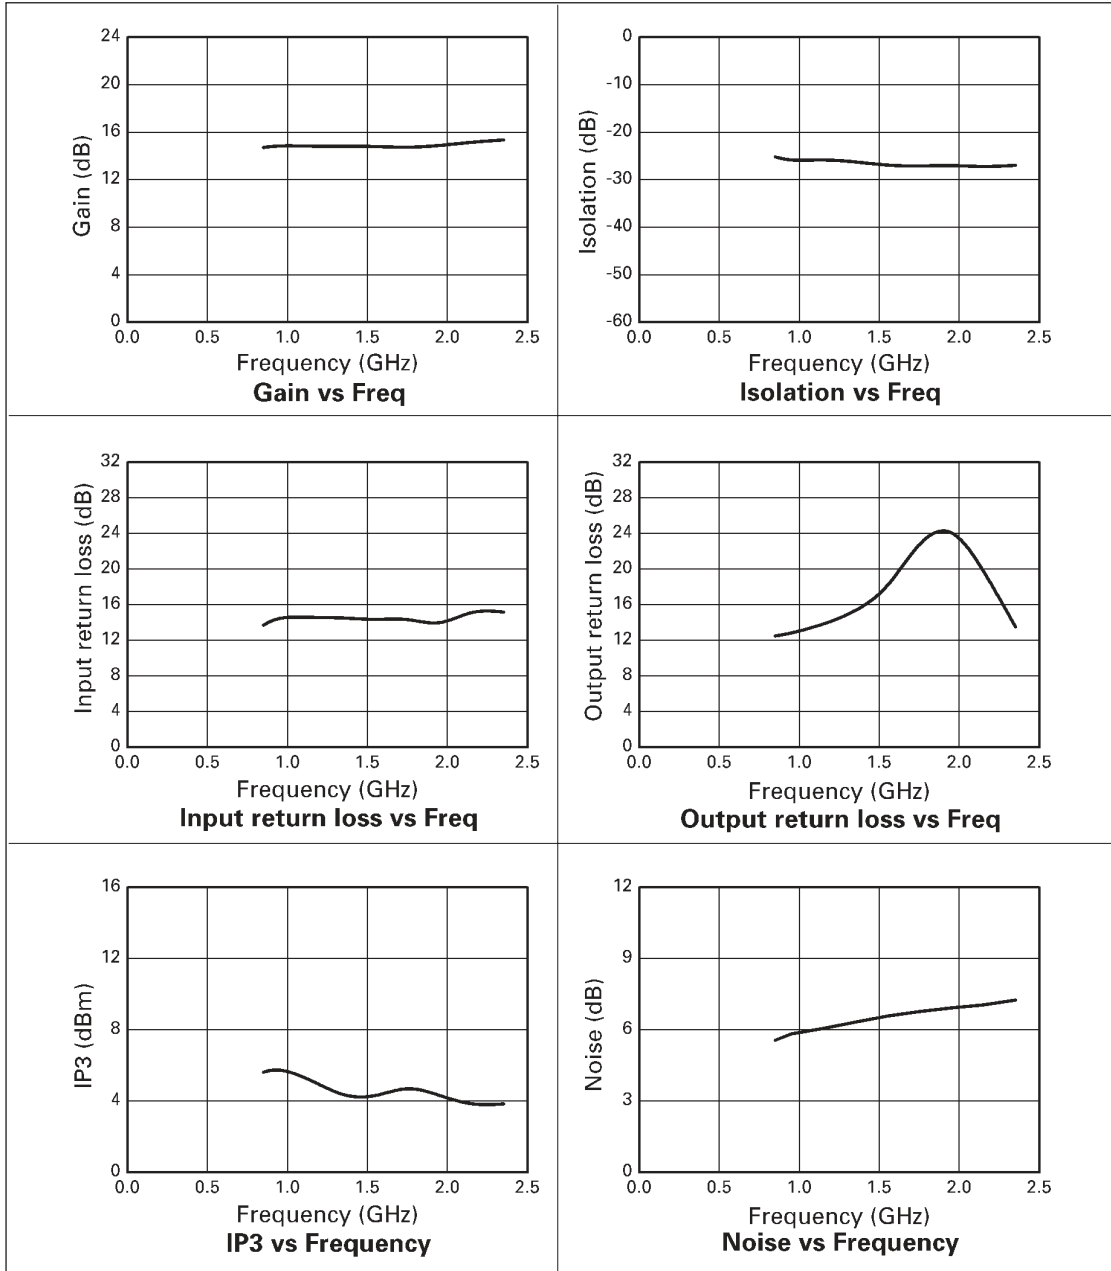 24
20
16
12
8
4
0
Gain (dB)
0.0 0.5 1.0 1.5 2.0 2.5
Frequency (GHz)
Gain vs Freq
0
-10
-20
-30
-40
-50
-60
Isolation (dB)
0.0 0.5 1.0 1.5 2.0 2.5
Frequency (GHz)
Isolation vs Freq
32
28
24
20
16
12
8
4
0
Input return loss (dB)
0.0 0.5 1.0 1.5 2.0 2.5
Frequency (GHz)
Input return loss vs Freq
32
28
24
20
16
12
8
4
0
Output return loss (dB)
0.0 0.5 1.0 1.5 2.0 2.5
Frequency (GHz)
Output return loss vs Freq
16
12
8
4
0
IP3 (dBm)
0.0 0.5 1.0 1.5 2.0 2.5
Frequency (GHz)
IP3 vs Frequency
12
9
6
3
0
Noise (dB)
0.0 0.5 1.0 1.5 2.0 2.5
Frequency (GHz)
Noise vs Frequency